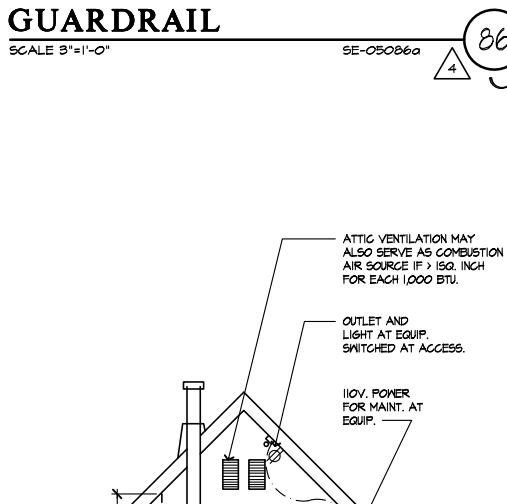 GUARDRAIL
SCALE 3"=1'-0"
SE-05086a
86
4
ATTIC VENTILATION MAY
ALSO SERVE AS COMBUSTION
AIR SOURCE IF > 1SQ. INCH
FOR EACH 1,000 BTU.
OUTLET AND
LIGHT AT EQUIP.
SWITCHED AT ACCESS.
110V. POWER
FOR MAINT. AT
EQUIP.